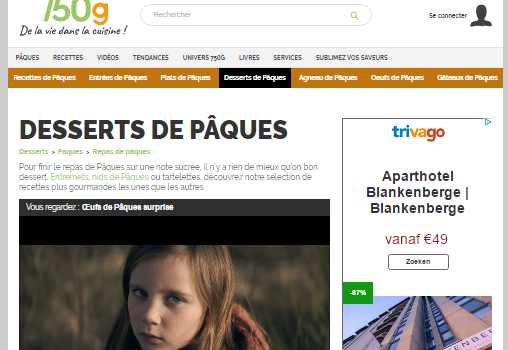 750g
De la vie dans la cuisine !
Rechercher
Se connecter
PÂQUES RECETTES VIDÉOS TENDANCES UNIVERS 750G LIVRES SERVICES SUBLIMEZ VOS SAVEURS
Recettes de Pâques Entrées de Pâques Plats de Pâques Desserts de Pâques Agneau de Pâques Oeufs de Pâques Gâteaux de Pâques
DESSERTS DE PÂQUES
Desserts > Paques > Repas de pâques
Pour finir le repas de Pâques sur une note sucrée, il n'y a rien de mieux qu'on bon
dessert. Entremets, nids de Pâques ou tartelettes, découvrez notre sélection de
recettes plus gourmandes les unes que les autres.
Vous regardez : Œufs de Pâques surprise
trivago
Aparthotel
Blankenberge |
Blankenberge
vanaf €49
Zoeken
-67%